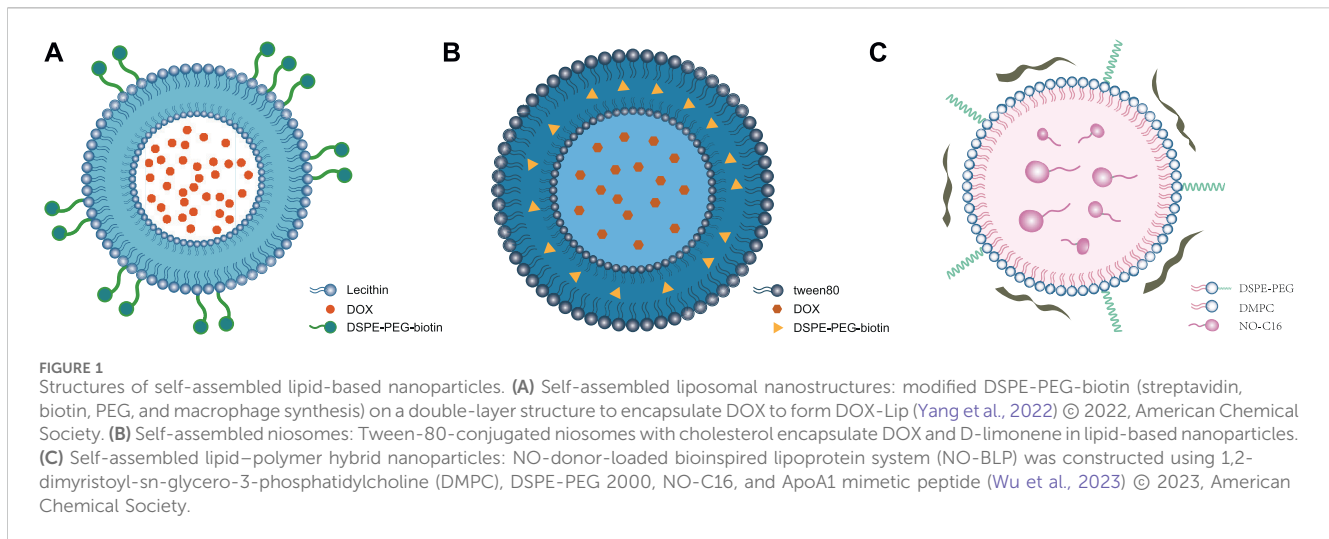 A
B
C
Lecithin
DOX
DSPE-PEG-biotin
tween80
DOX
DSPE-PEG-biotin
DSPE-PEG
DMPC
NO-C16
FIGURE 1
Structures of self-assembled lipid-based nanoparticles. (A) Self-assembled liposomal nanostructures: modified DSPE-PEG-biotin (streptavidin,
biotin, PEG, and macrophage synthesis) on a double-layer structure to encapsulate DOX to form DOX-Lip (Yang et al., 2022) © 2022, American Chemical
Society. (B) Self-assembled niosomes: Tween-80-conjugated niosomes with cholesterol encapsulate DOX and D-limonene in lipid-based nanoparticles.
(C) Self-assembled lipid–polymer hybrid nanoparticles: NO-donor-loaded bioinspired lipoprotein system (NO-BLP) was constructed using 1,2-
dimyristoyl-sn-glycero-3-phosphatidylcholine (DMPC), DSPE-PEG 2000, NO-C16, and ApoA1 mimetic peptide (Wu et al., 2023) © 2023, American
Chemical Society.